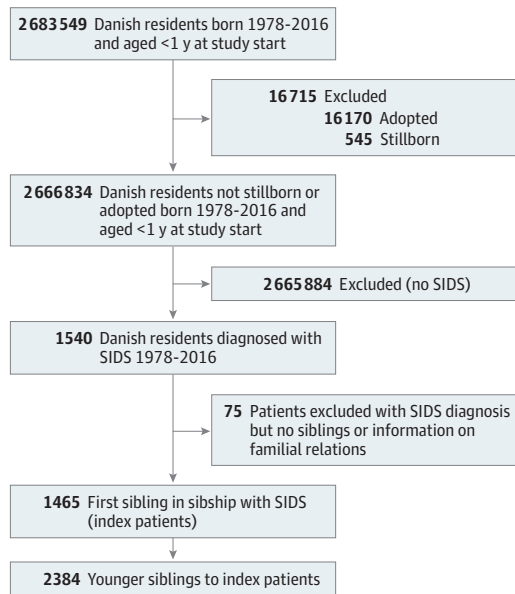 2683549 Danish residents born 1978-2016
and aged <1 y at study start
16715 Excluded
16170 Adopted
545 Stillborn
2666834 Danish residents not stillborn or
adopted born 1978-2016 and
aged <1 y at study start
2665884 Excluded (no SIDS)
1540 Danish residents diagnosed with
SIDS 1978-2016
75 Patients excluded with SIDS diagnosis
but no siblings or information on
familial relations
1465 First sibling in sibship with SIDS
(index patients)
2384 Younger siblings to index patients